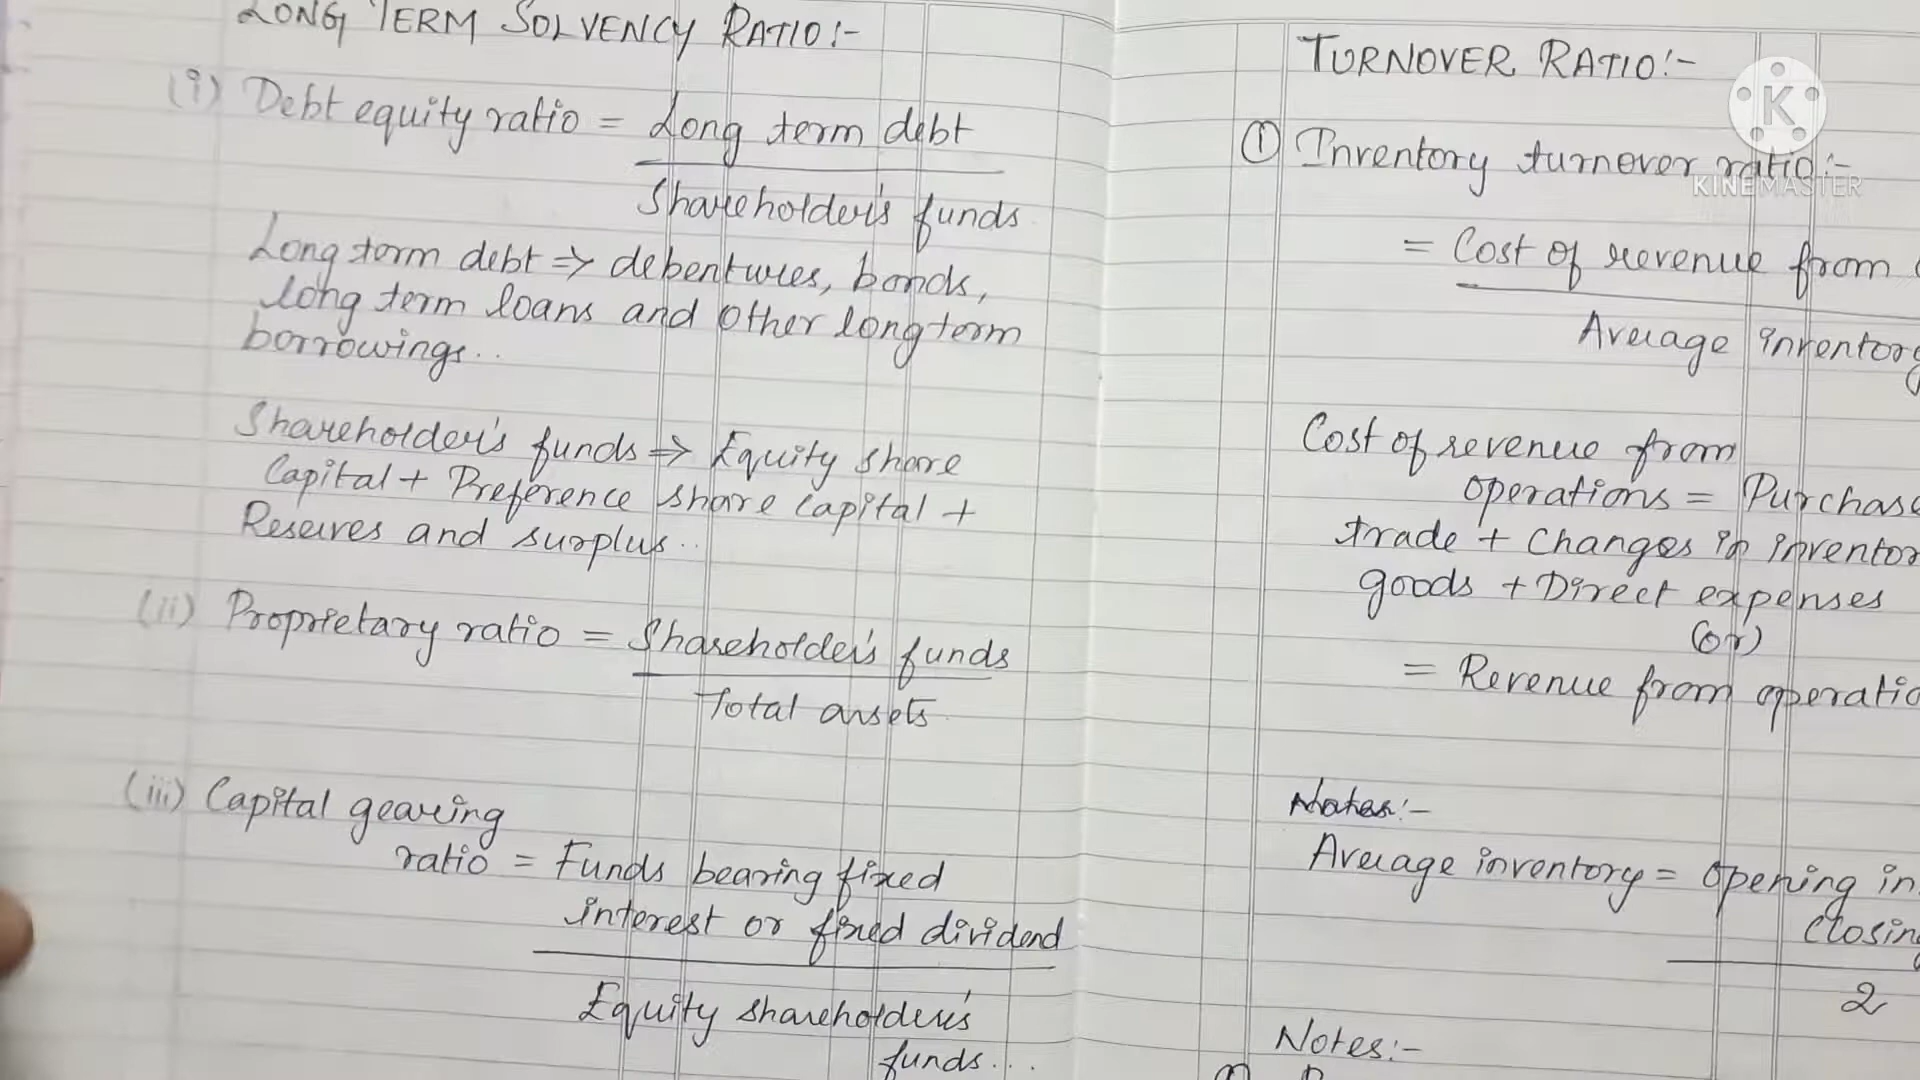 LONG TERM SOLVENCY RATIO:-
(i) Debt equity ratio = Long term debt
Shareholder's funds
Long term debt => debentures, bonds,
long term loans and other long term
borrowings..
Shareholder's funds => Equity share
Capital + Preference share capital +
Reserves and surplus..
(ii) Proprietary ratio = Shareholder's funds
Total assets
(iii) Capital gearing
ratio = Funds bearing fixed
interest or fixed dividend
Equity shareholder's
funds...
TURNOVER RATIO:-
K
KINEMASTER
① Inventory turnover ratio:-
= Cost of revenue from
Average inventory
Cost of revenue from
operations = Purchase
trade + Changes in inventor
goods + Direct expenses
(or)
= Revenue from operatio
Notes:-
Average inventory = Opening in
Closing
2
Notes:-